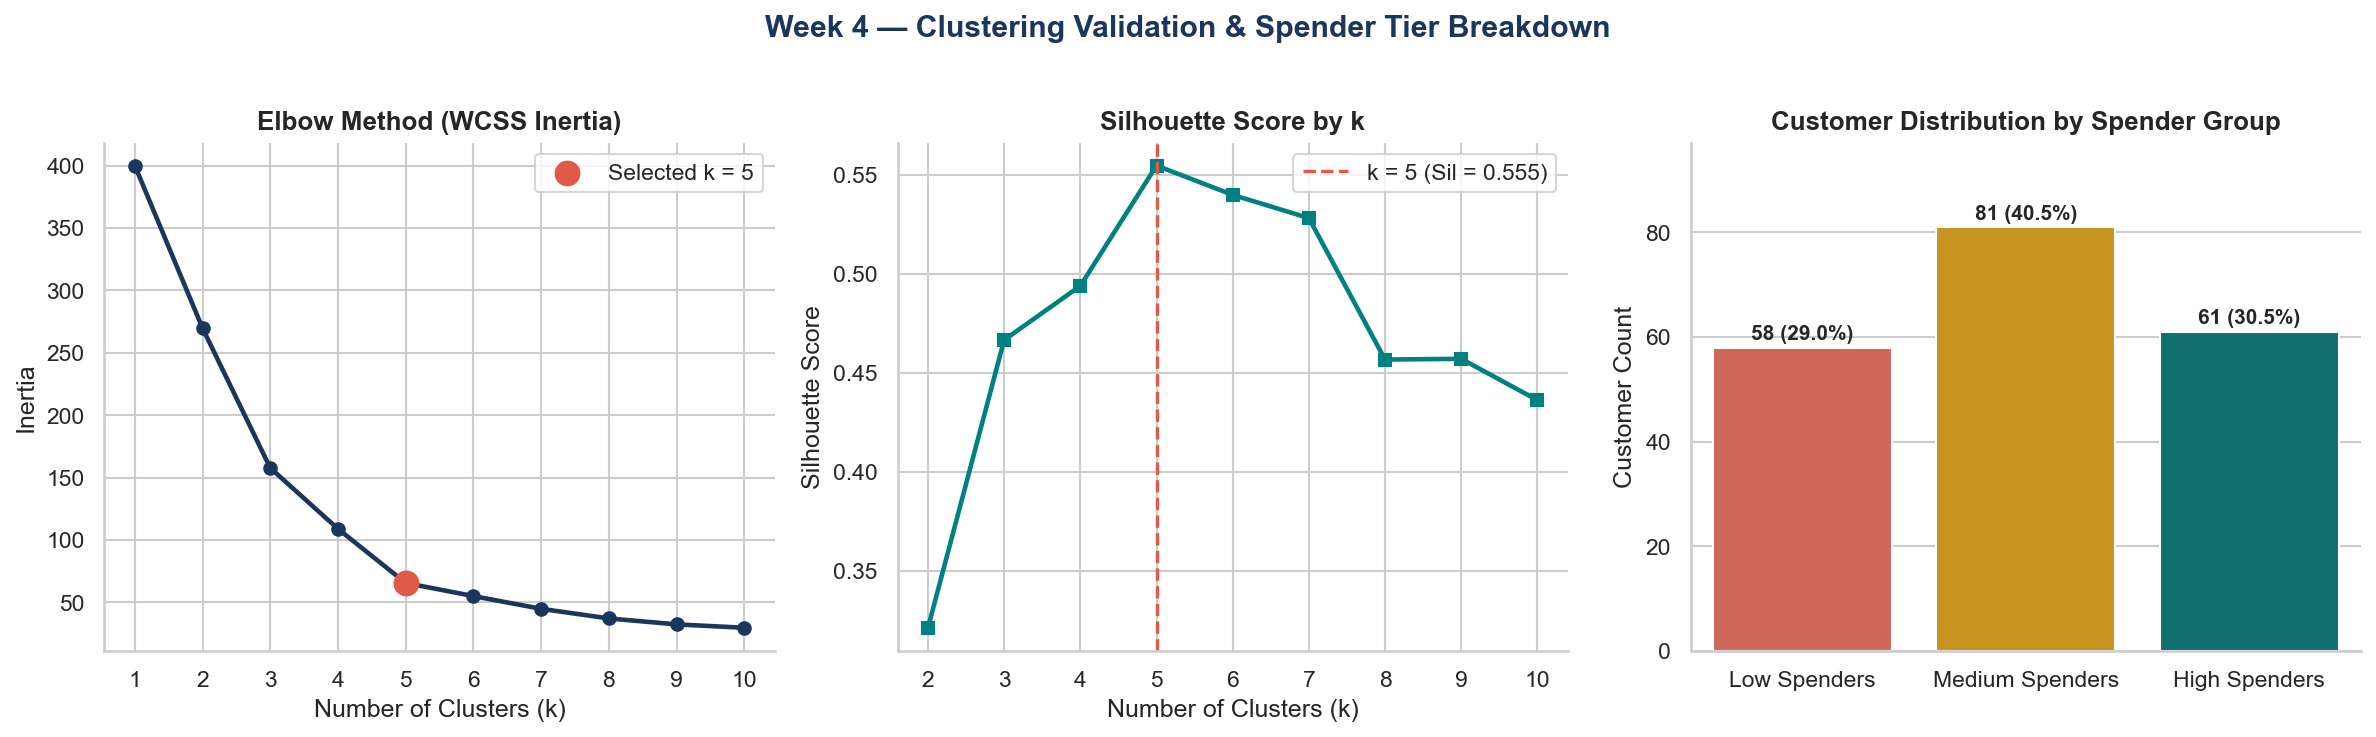 Week 4 — Clustering Validation & Spender Tier Breakdown
Elbow Method (WCSS Inertia)
Selected k = 5
400
350
300
250
200
150
100
50
Inertia
1 2 3 4 5 6 7 8 9 10
Number of Clusters (k)
Silhouette Score by k
k = 5 (Sil = 0.555)
0.55
0.50
0.45
0.40
0.35
Silhouette Score
2 3 4 5 6 7 8 9 10
Number of Clusters (k)
Customer Distribution by Spender Group
80
60
40
20
0
Customer Count
58 (29.0%)
81 (40.5%)
61 (30.5%)
Low Spenders Medium Spenders High Spenders